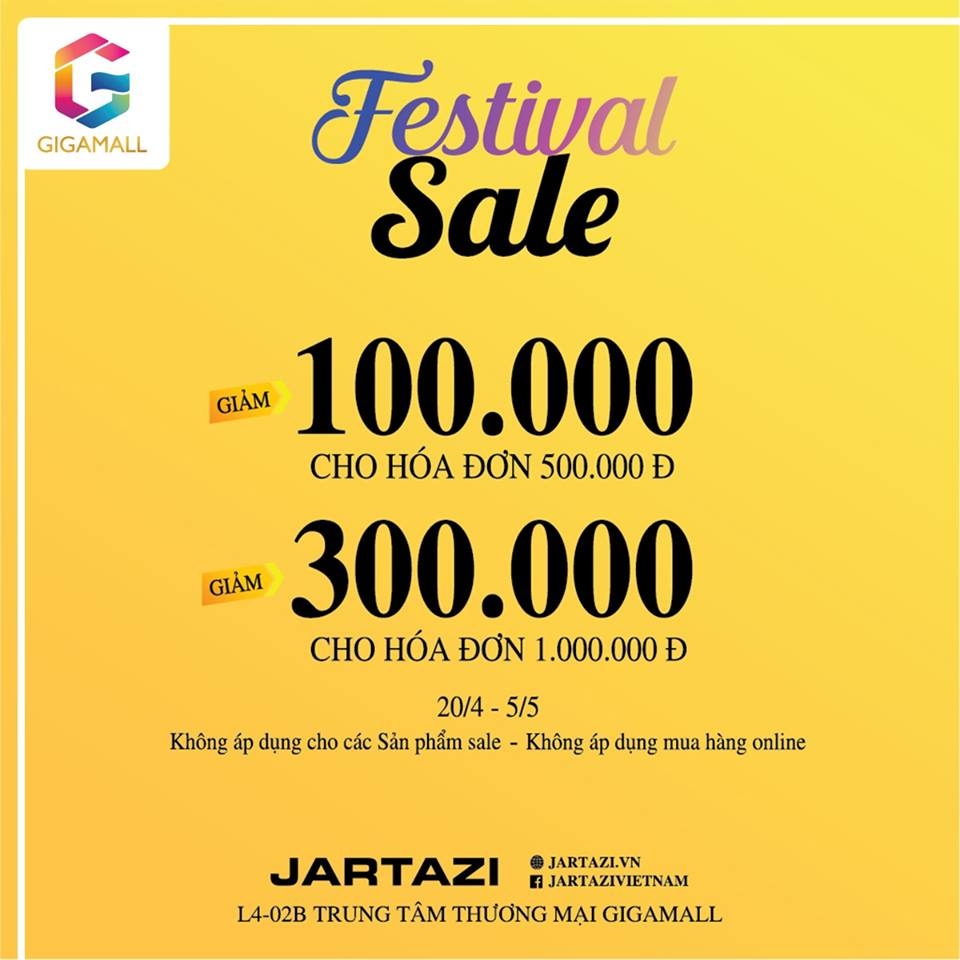 GIGAMALL
Festival
Sale
GIẢM 100.000
CHO HÓA ĐƠN 500.000 Đ
GIẢM 300.000
CHO HÓA ĐƠN 1.000.000 Đ
20/4 - 5/5
Không áp dụng cho các Sản phẩm sale - Không áp dụng mua hàng online
JARTAZI
JARTAZI.VN
JARTAZIVIETNAM
L4-02B TRUNG TÂM THƯƠNG MẠI GIGAMALL